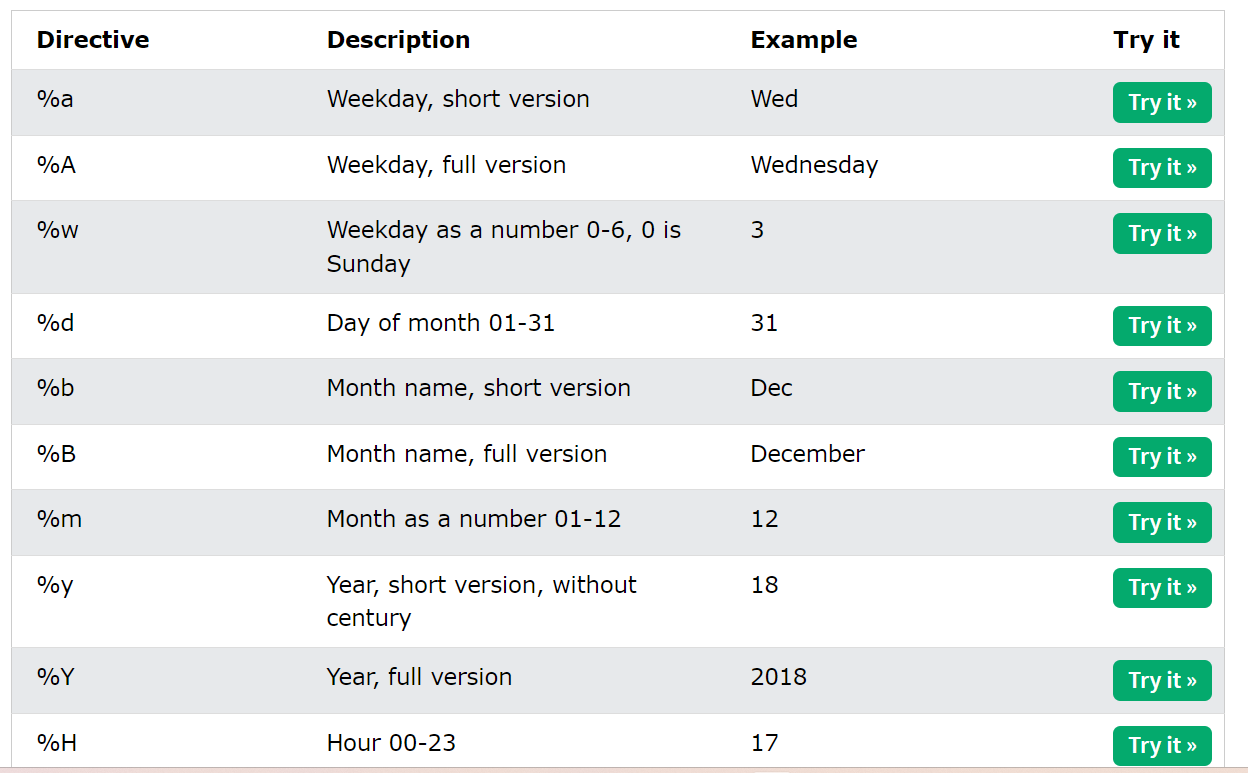 Directive Description Example Try it
%a Weekday, short version Wed Try it »
%A Weekday, full version Wednesday Try it »
%w Weekday as a number 0-6, 0 is 3 Try it »
Sunday
%d Day of month 01-31 31 Try it »
%b Month name, short version Dec Try it »
%B Month name, full version December Try it »
%m Month as a number 01-12 12 Try it »
%y Year, short version, without 18 Try it »
century
%Y Year, full version 2018 Try it »
%H Hour 00-23 17 Try it »